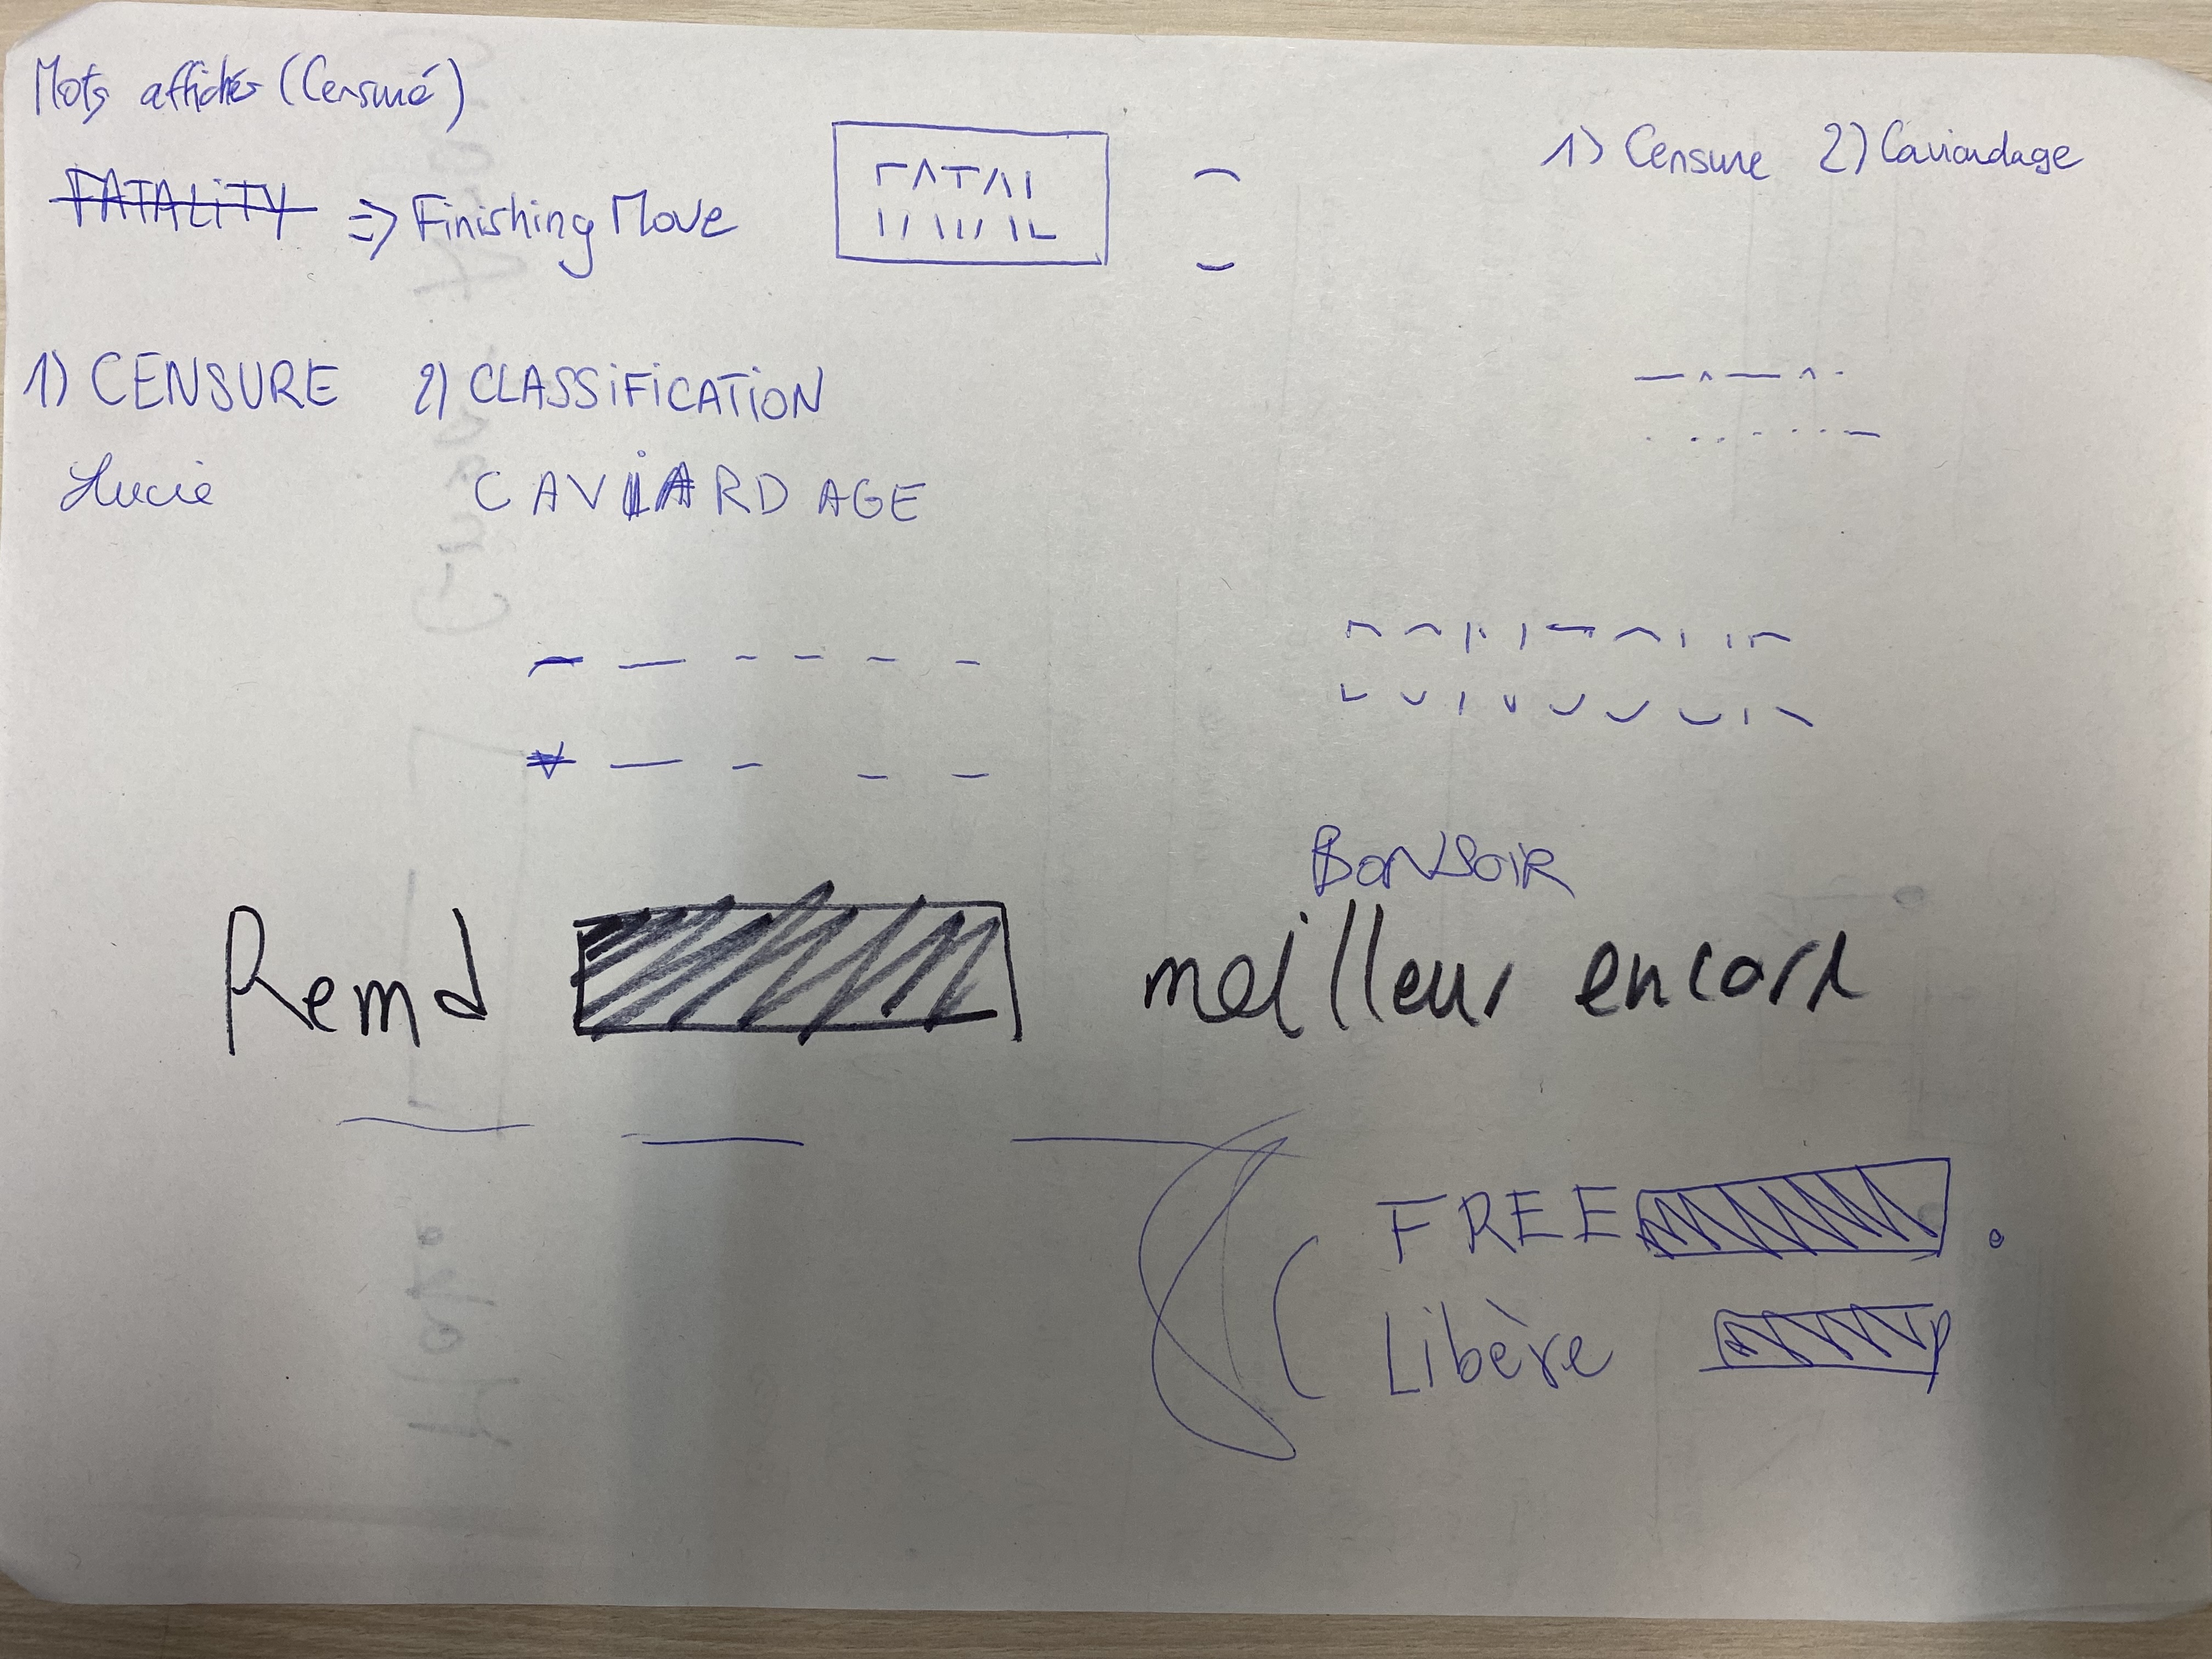 Mots affichés (Censuré)
FATALiTY => Finishing Move
1) Censure 2) Caviardage
1) CENSURE 2) CLASSiFiCATiON
Lucie CAVIARDAGE
BONSOiR
Remd meilleur encore
FREE .
Libère